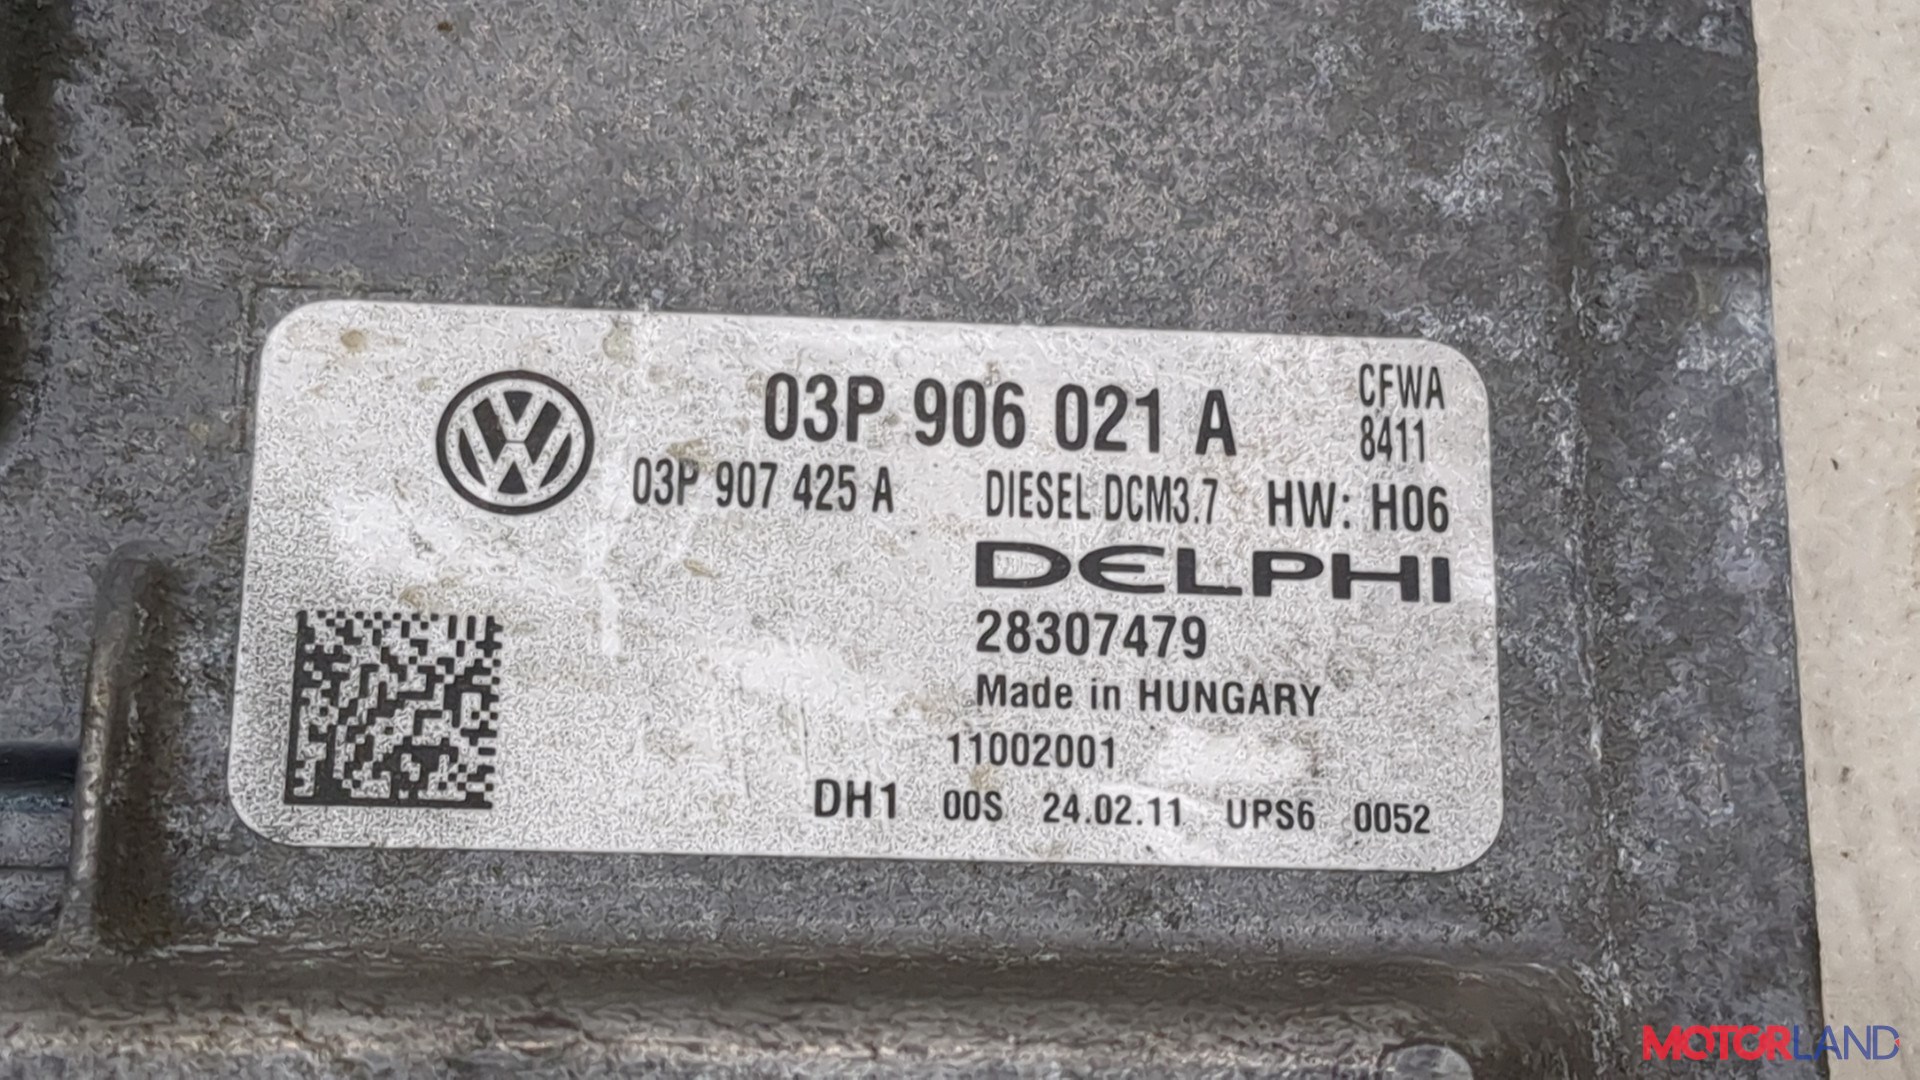 03P 906 021 A
CFWA
8411
03P 907 425 A DIESEL DCM3.7 HW: H06
DELPHI
28307479
Made in HUNGARY
11002001
DH1 00S 24.02.11 UPS6 0052
MOTORLAND